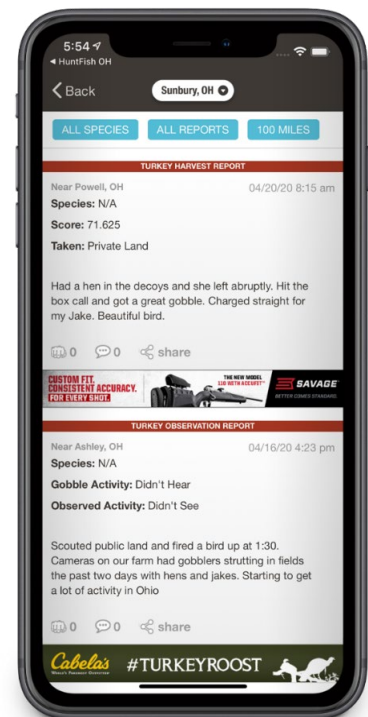 5:54
◀ HuntFish OH
Back
Sunbury, OH
ALL SPECIES
ALL REPORTS
100 MILES
TURKEY HARVEST REPORT
Near Powell, OH
04/20/20 8:15 am
Species: N/A
Score: 71.625
Taken: Private Land
Had a hen in the decoys and she left abruptly. Hit the
box call and got a great gobble. Charged straight for
my Jake. Beautiful bird.
0
0
share
CUSTOM FIT.
CONSISTENT ACCURACY.
FOR EVERY SHOT.
THE NEW MODEL
110 WITH ACCUFIT
SAVAGE
TURKEY OBSERVATION REPORT
Near Ashley, OH
04/16/20 4:23 pm
Species: N/A
Gobble Activity: Didn't Hear
Observed Activity: Didn't See
Scouted public land and fired a bird up at 1:30.
Cameras on our farm had gobblers strutting in fields
the past two days with hens and jakes. Starting to get
a lot of activity in Ohio
0
0
share
Cabela's
#TURKEYROOST